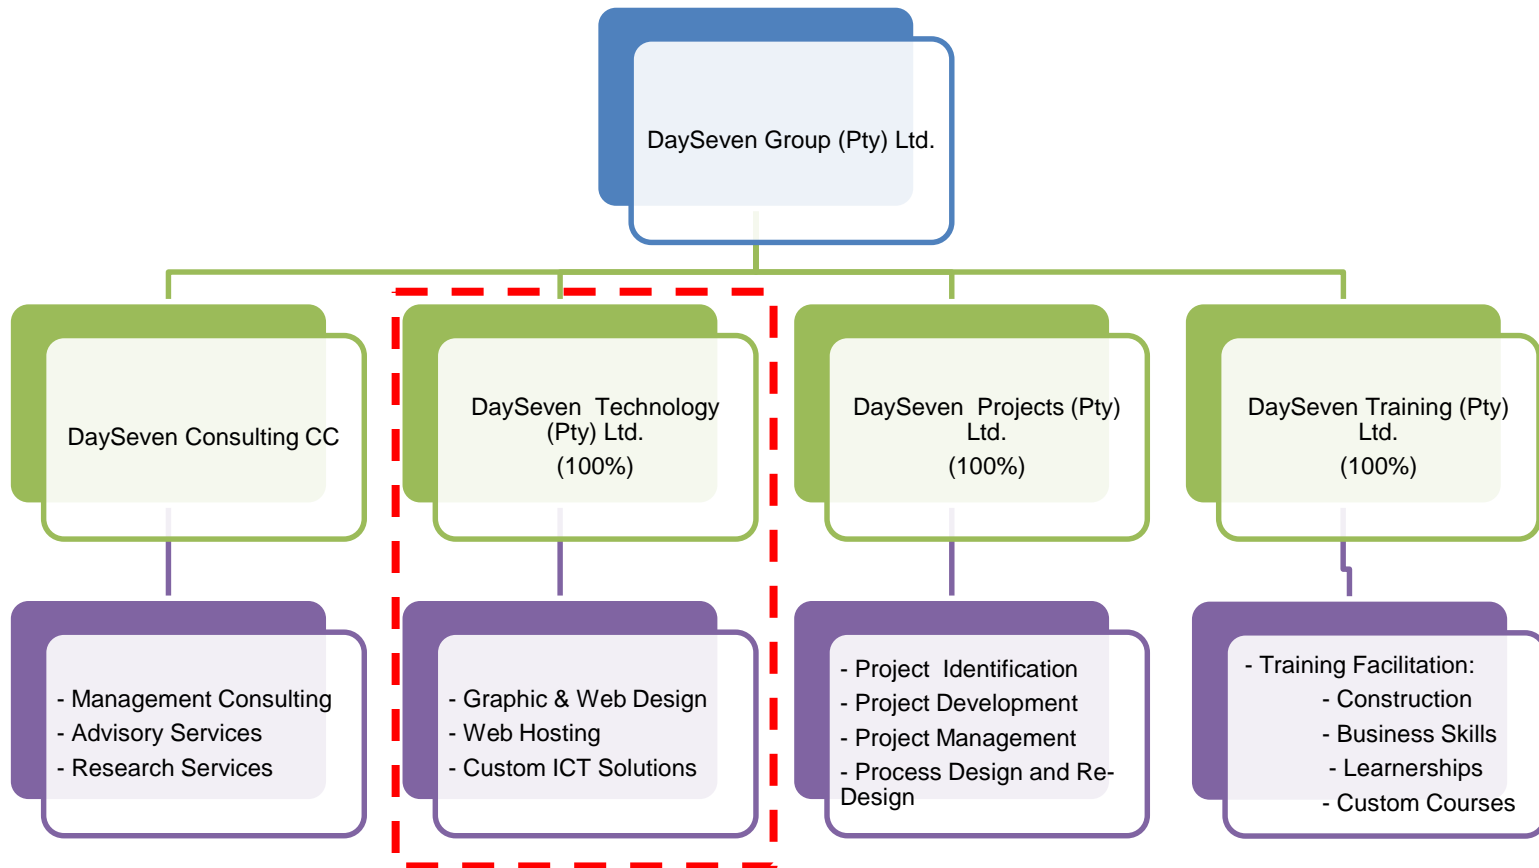 DaySeven Group (Pty) Ltd.
DaySeven Consulting CC
DaySeven Technology
(Pty) Ltd.
(100%)
DaySeven Projects (Pty)
Ltd.
(100%)
DaySeven Training (Pty)
Ltd.
(100%)
- Management Consulting
- Advisory Services
- Research Services
- Graphic & Web Design
- Web Hosting
- Custom ICT Solutions
- Project Identification
- Project Development
- Project Management
- Process Design and Re-
Design
- Training Facilitation:
- Construction
- Business Skills
- Learnerships
- Custom Courses